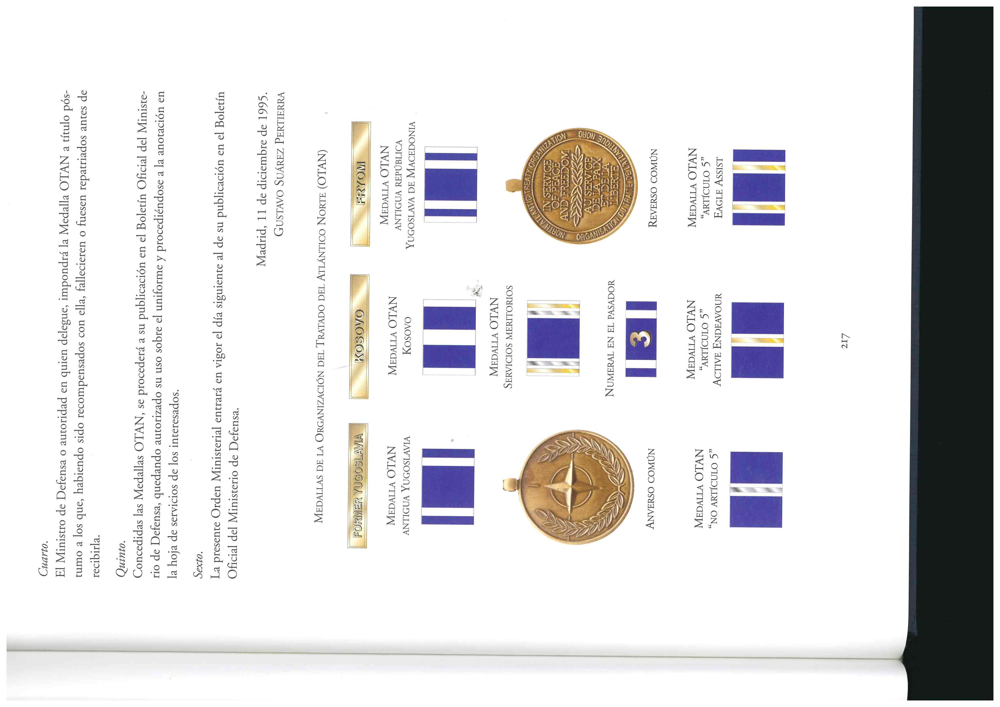 Cuarto.
El Ministro de Defensa o autoridad en quien delegue, impondrá la Medalla OTAN a título pós-
tumo a los que, habiendo sido recompensados con ella, fallecieren o fuesen repatriados antes de
recibirla.
Quinto.
Concedidas las Medallas OTAN, se procederá a su publicación en el Boletín Oficial del Ministe-
rio de Defensa, quedando autorizado su uso sobre el uniforme y procediéndose a la anotación en
la hoja de servicios de los interesados.
Sexto.
La presente Orden Ministerial entrará en vigor el día siguiente al de su publicación en el Boletín
Oficial del Ministerio de Defensa.
Madrid, 11 de diciembre de 1995.
GUSTAVO SUÁREZ PERTIERRA
MEDALLAS DE LA ORGANIZACIÓN DEL TRATADO DEL ATLÁNTICO NORTE (OTAN)
FORMER YUGOSLAVIA
KOSOVO
FRYOM
MEDALLA OTAN
ANTIGUA YUGOSLAVIA
MEDALLA OTAN
KOSOVO
MEDALLA OTAN
ANTIGUA REPÚBLICA
YUGOSLAVA DE MACEDONIA
MEDALLA OTAN
SERVICIOS MERITORIOS
NORTH ATLANTIC TREATY ORGANIZATION
IN SERVICE
OF PEACE
AND FREEDOM
AU SERVICE
DE LA PAIX
ET DE LA
LIBERTE
ORGANISATION DU TRAITE DE L'ATLANTIQUE NORD
NUMERAL EN EL PASADOR
3
ANVERSO COMÚN
REVERSO COMÚN
MEDALLA OTAN
“NO ARTÍCULO 5”
MEDALLA OTAN
“ARTÍCULO 5”
ACTIVE ENDEAVOUR
MEDALLA OTAN
“ARTÍCULO 5”
EAGLE ASSIST
217